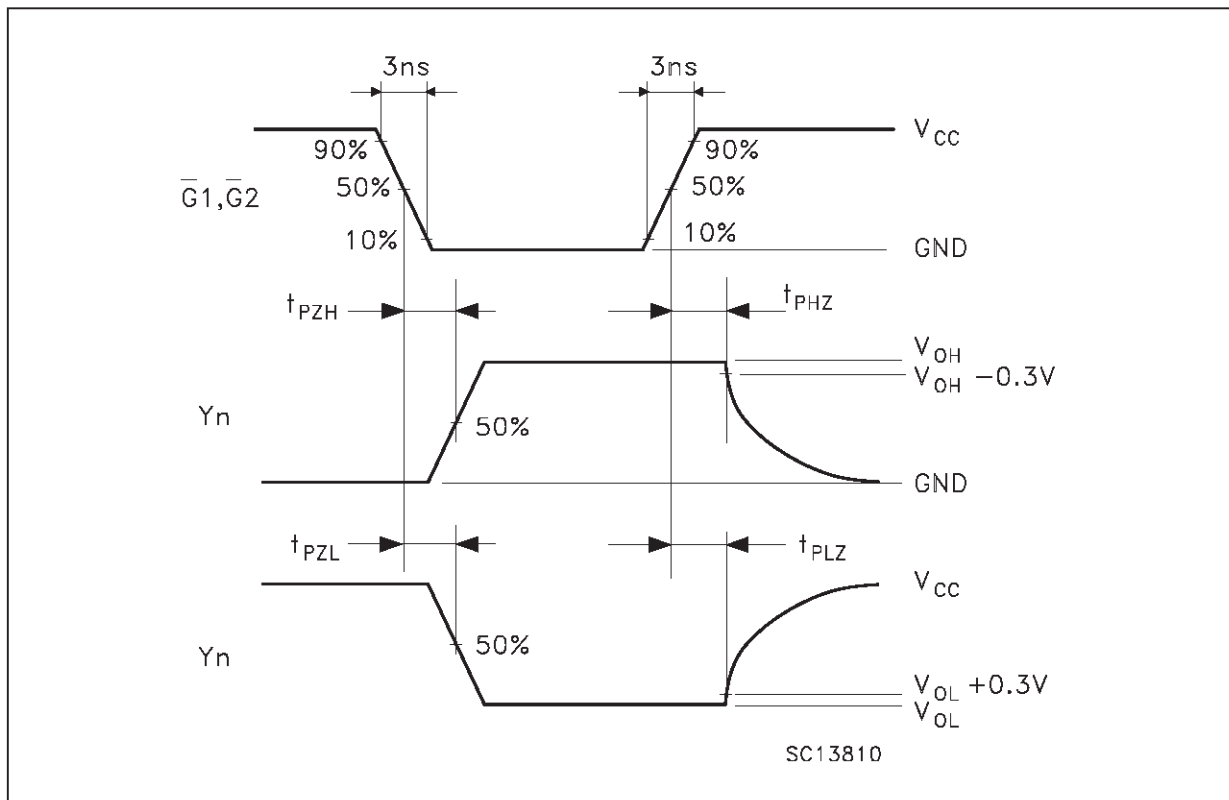 3ns 3ns
V_CC
90% 90%
G̅1,G̅2 50% 50%
10% 10%
GND
t_PZH t_PHZ
V_OH
V_OH −0.3V
Yn 50%
GND
t_PZL t_PLZ
V_CC
Yn 50%
V_OL +0.3V
V_OL
SC13810